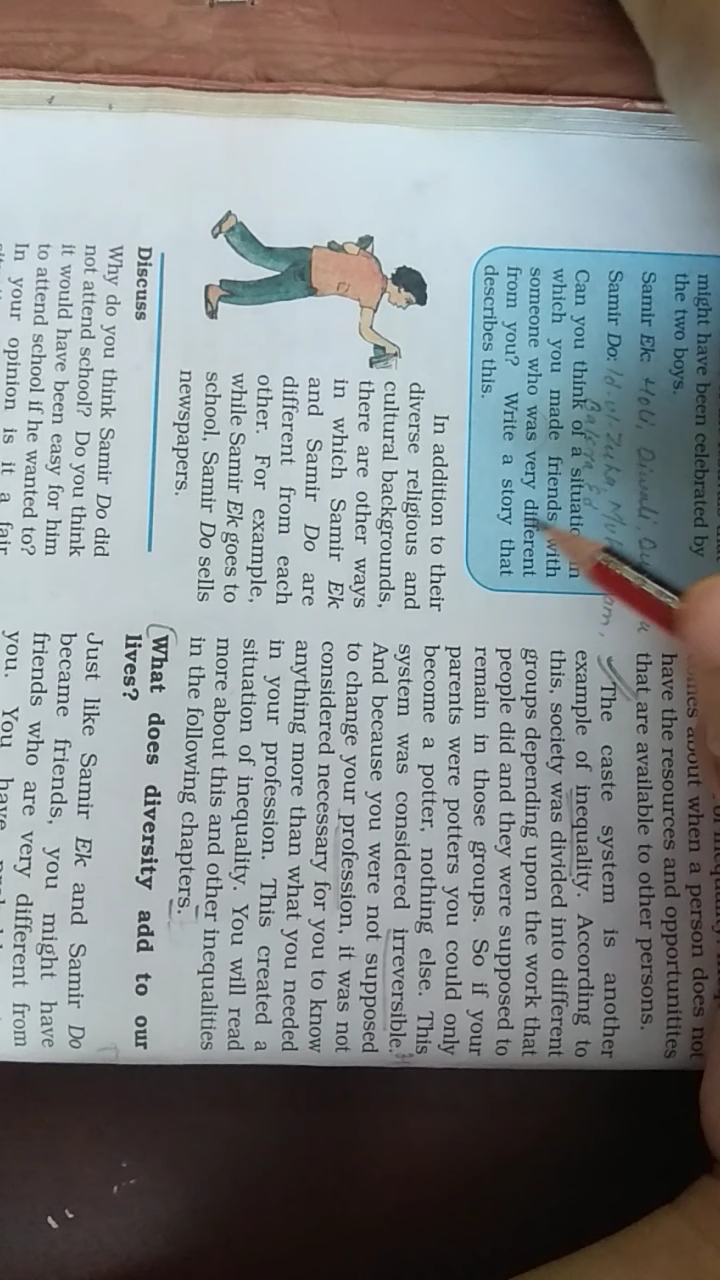 might have been celebrated by
the two boys.
Samir Ek: Holi, Diwali,
Samir Do: Id-ul-Zuha,
Can you think of a
which you made friends with
someone who was very different
from you? Write a story that
describes this.
In addition to their
diverse religious and
cultural backgrounds,
there are other ways
in which Samir Ek
and Samir Do are
different from each
other. For example,
while Samir Ek goes to
school, Samir Do sells
newspapers.
Discuss
Why do you think Samir Do did
not attend school? Do you think
it would have been easy for him
to attend school if he wanted to?
In your opinion is it a fair
about when a person does not
have the resources and opportunitites
that are available to other persons.
The caste system is another
example of inequality. According to
this, society was divided into different
groups depending upon the work that
people did and they were supposed to
remain in those groups. So if your
parents were potters you could only
become a potter, nothing else. This
system was considered irreversible.
And because you were not supposed
to change your profession, it was not
considered necessary for you to know
anything more than what you needed
in your profession. This created a
situation of inequality. You will read
more about this and other inequalities
in the following chapters.
What does diversity add to our
lives?
Just like Samir Ek and Samir Do
became friends, you might have
friends who are very different from
you. You have